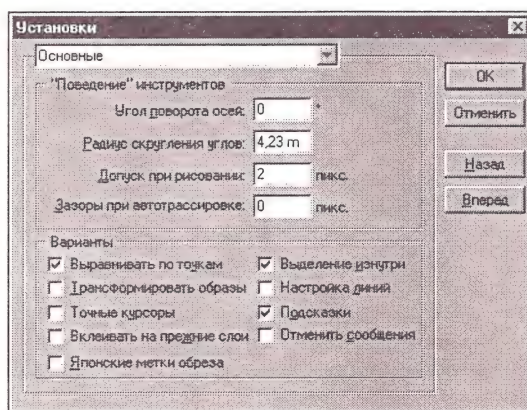 Установки
Основные
"Поведение" инструментов
Угол поворота осей: 0 °
Радиус скругления углов: 4,23 m
Допуск при рисовании: 2 пикс.
Зазоры при автотрассировке: 0 пикс.
Варианты
Выравнивать по точкам
Выделение изнутри
Трансформировать образы
Настройка линий
Точные курсоры
Подсказки
Вклеивать на прежние слои
Отменить сообщения
Японские метки обреза
OK
Отменить
Назад
Вперед